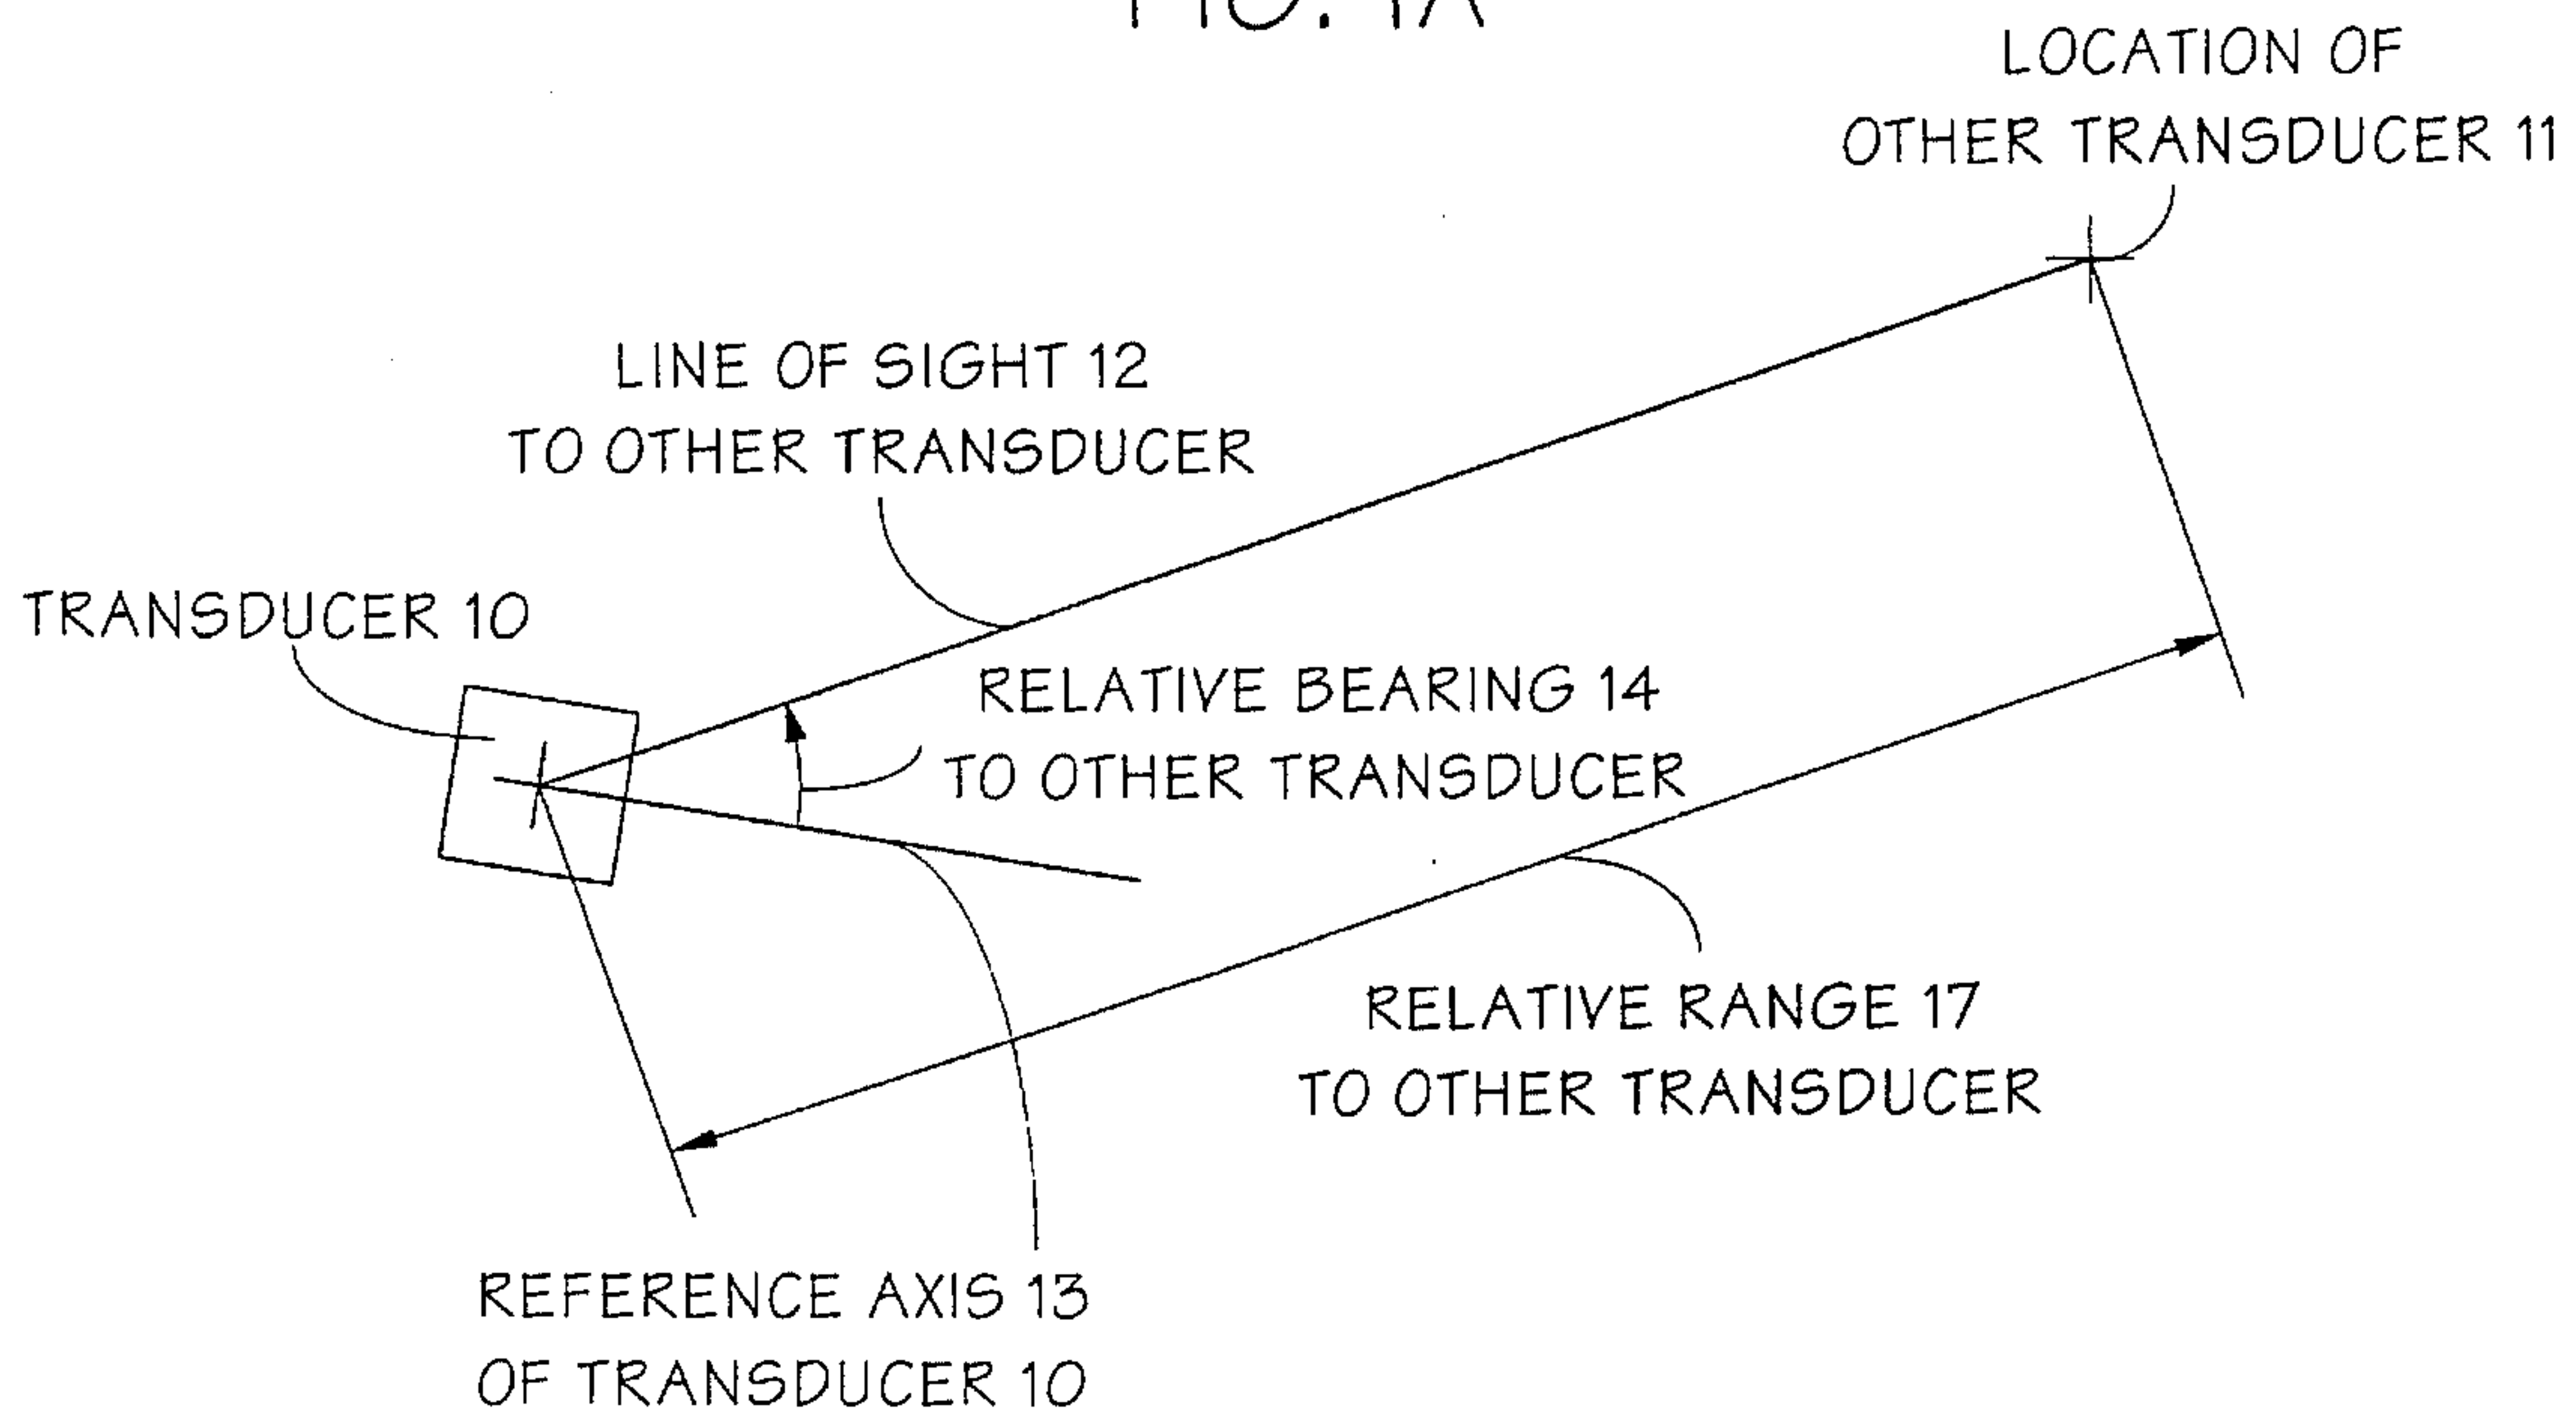 LOCATION OF
OTHER TRANSDUCER 11
LINE OF SIGHT 12
TO OTHER TRANSDUCER
TRANSDUCER 10
RELATIVE BEARING 14
TO OTHER TRANSDUCER
RELATIVE RANGE 17
TO OTHER TRANSDUCER
REFERENCE AXIS 13
OF TRANSDUCER 10